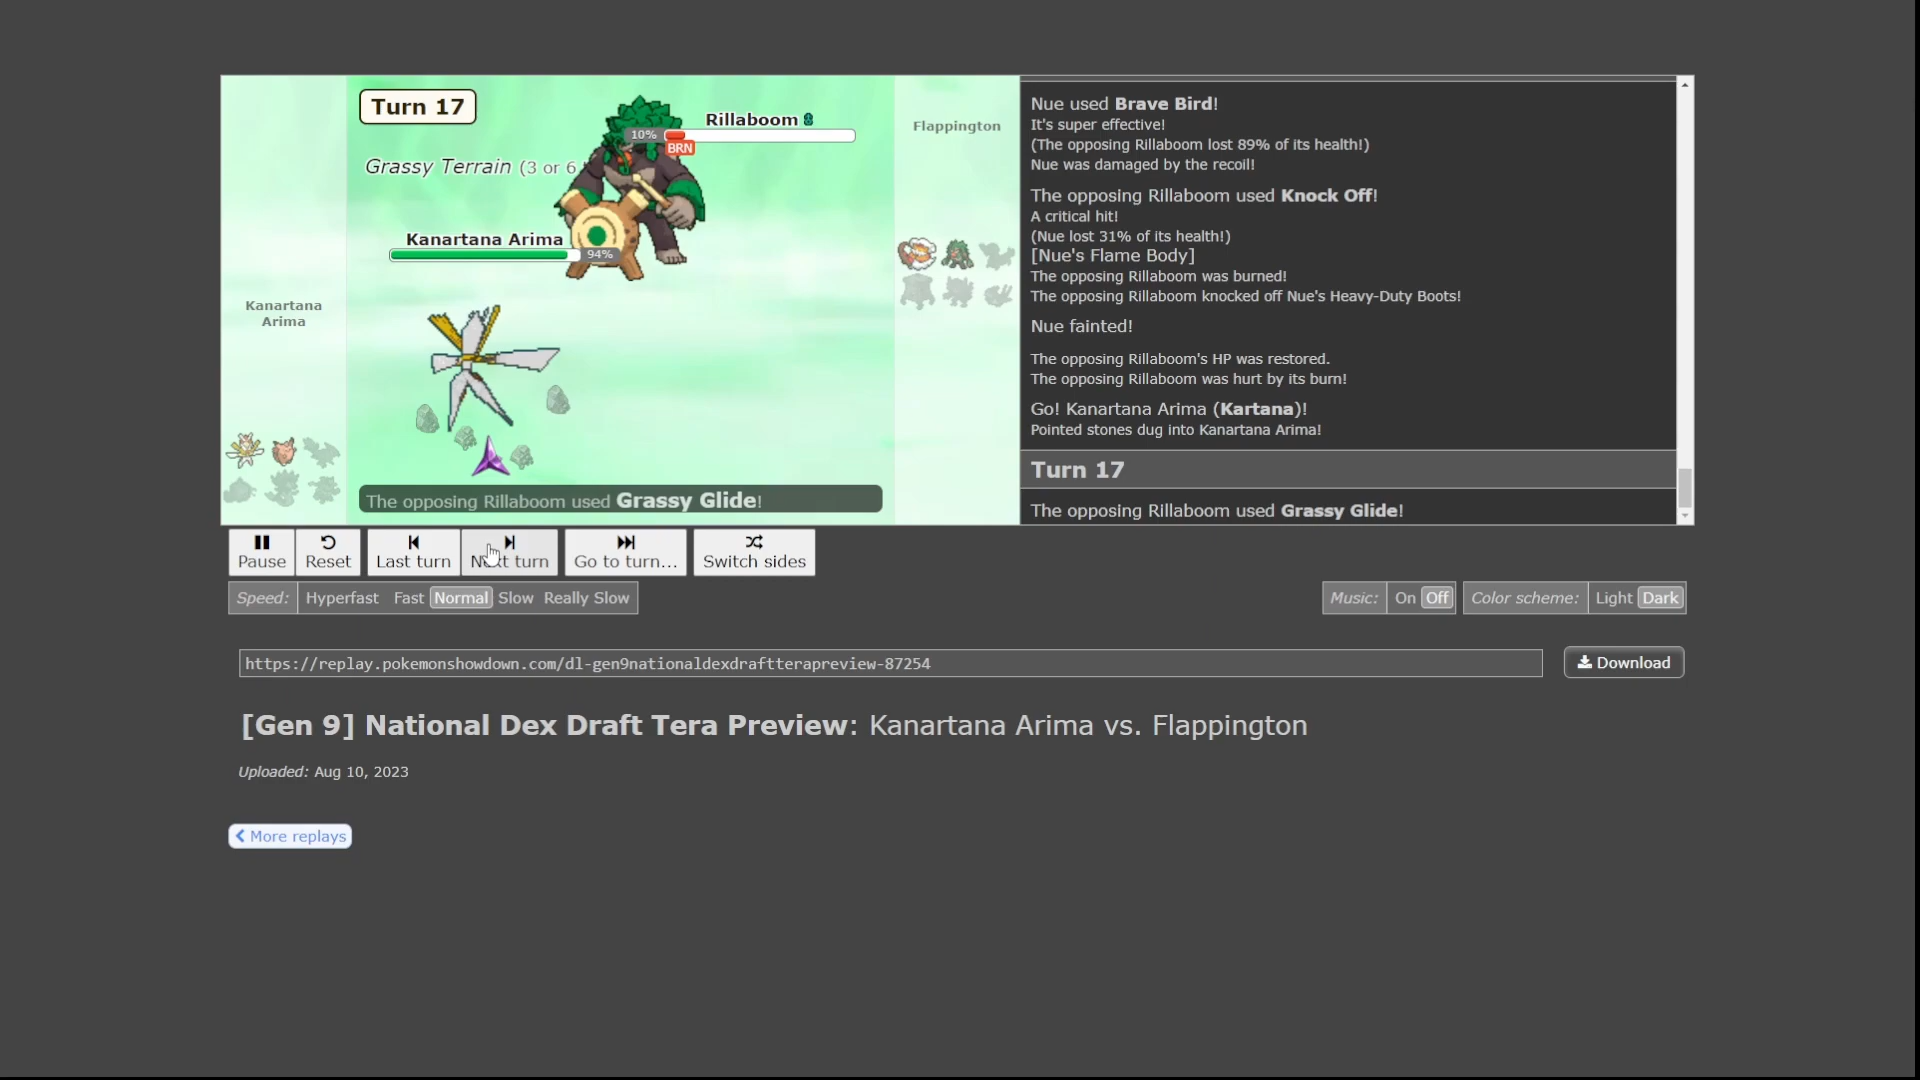 Turn 17
Rillaboom
10%
BRN
Grassy Terrain (3 or 6
Kanartana Arima
94%
Kanartana
Arima
Flappington
The opposing Rillaboom used Grassy Glide!
Nue used Brave Bird!
It's super effective!
(The opposing Rillaboom lost 89% of its health!)
Nue was damaged by the recoil!
The opposing Rillaboom used Knock Off!
A critical hit!
(Nue lost 31% of its health!)
[Nue's Flame Body]
The opposing Rillaboom was burned!
The opposing Rillaboom knocked off Nue's Heavy-Duty Boots!
Nue fainted!
The opposing Rillaboom's HP was restored.
The opposing Rillaboom was hurt by its burn!
Go! Kanartana Arima (Kartana)!
Pointed stones dug into Kanartana Arima!
Turn 17
The opposing Rillaboom used Grassy Glide!
Pause Reset Last turn Next turn Go to turn... Switch sides
Speed: Hyperfast Fast Normal Slow Really Slow
Music: On Off Color scheme: Light Dark
https://replay.pokemonshowdown.com/dl-gen9nationaldexdraftterapreview-87254
Download
[Gen 9] National Dex Draft Tera Preview: Kanartana Arima vs. Flappington
Uploaded: Aug 10, 2023
More replays